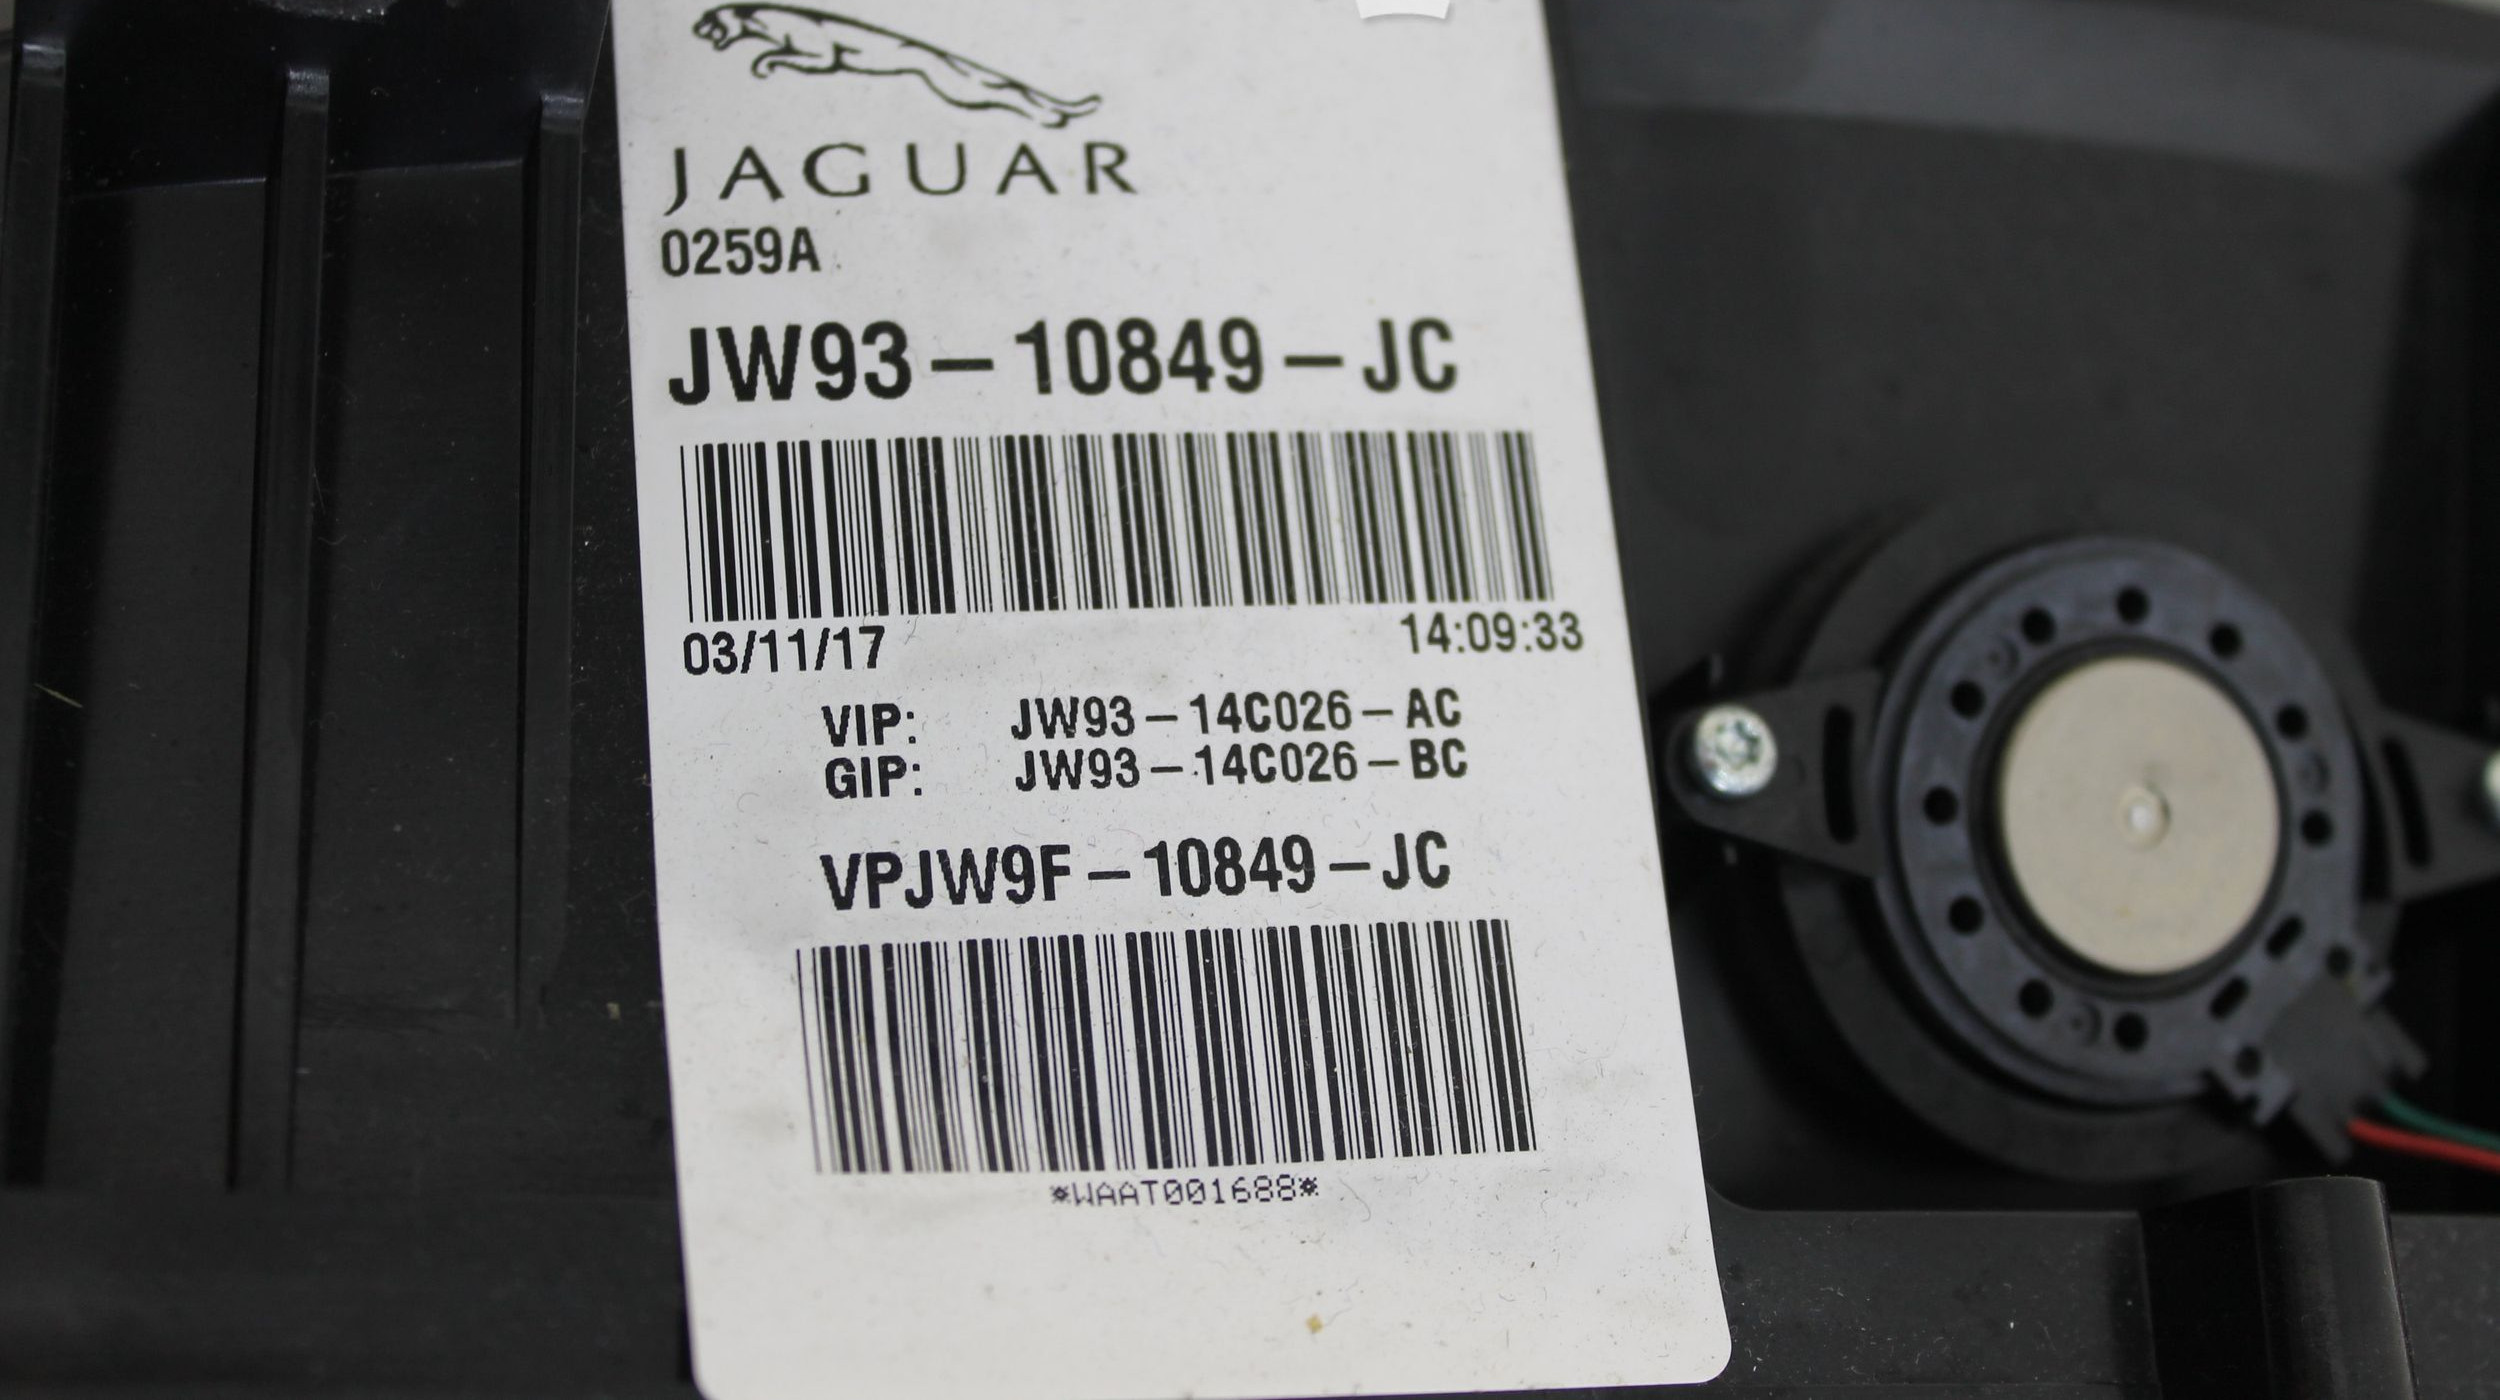 JAGUAR
0259A
JW93-10849-JC
03/11/17 14:09:33
VIP: JW93-14C026-AC
GIP: JW93-14C026-BC
VPJW9F-10849-JC
*WAAT001688*